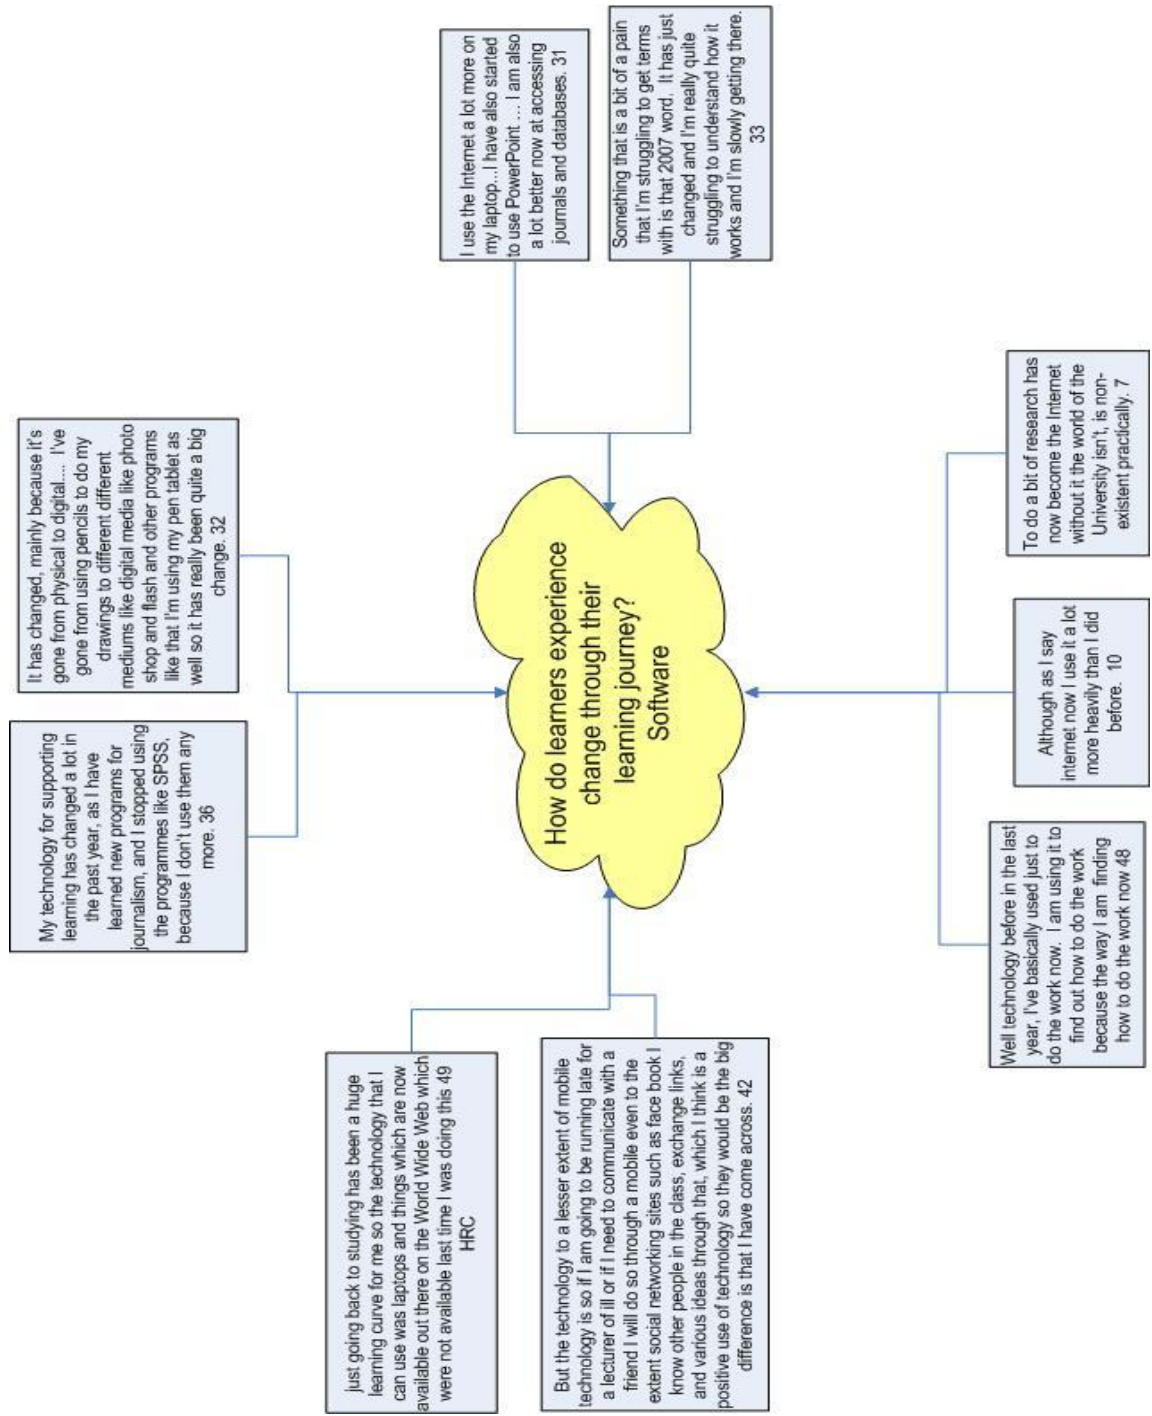 just going back to studying has been a huge
learning curve for me so the technology that I
can use was laptops and things which are now
available out there on the World Wide Web which
were not available last time I was doing this 49
HRC
But the technology to a lesser extent of mobile
technology is so if I am going to be running late for
a lecturer of ill or if I need to communicate with a
friend I will do so through a mobile even to the
extent social networking sites such as face book I
know other people in the class, exchange links,
and various ideas through that, which I think is a
positive use of technology so they would be the big
difference is that I have come across. 42
My technology for supporting
learning has changed a lot in
the past year, as I have
learned new programs for
journalism, and I stopped using
the programmes like SPSS,
because I don't use them any
more. 36
It has changed, mainly because it's
gone from physical to digital.... I've
gone from using pencils to do my
drawings to different different
mediums like digital media like photo
shop and flash and other programs
like that I'm using my pen tablet as
well so it has really been quite a big
change. 32
How do learners experience
change through their
learning journey?
Software
I use the Internet a lot more on
my laptop...I have also started
to use PowerPoint ... I am also
a lot better now at accessing
journals and databases. 31
Something that is a bit of a pain
that I'm struggling to get terms
with is that 2007 word. It has just
changed and I'm really quite
struggling to understand how it
works and I'm slowly getting there.
33
Well technology before in the last
year, I've basically used just to
do the work now. I am using it to
find out how to do the work
because the way I am finding
how to do the work now 48
Although as I say
internet now I use it a lot
more heavily than I did
before. 10
To do a bit of research has
now become the Internet
without it the world of the
University isn't, is non-
existent practically. 7